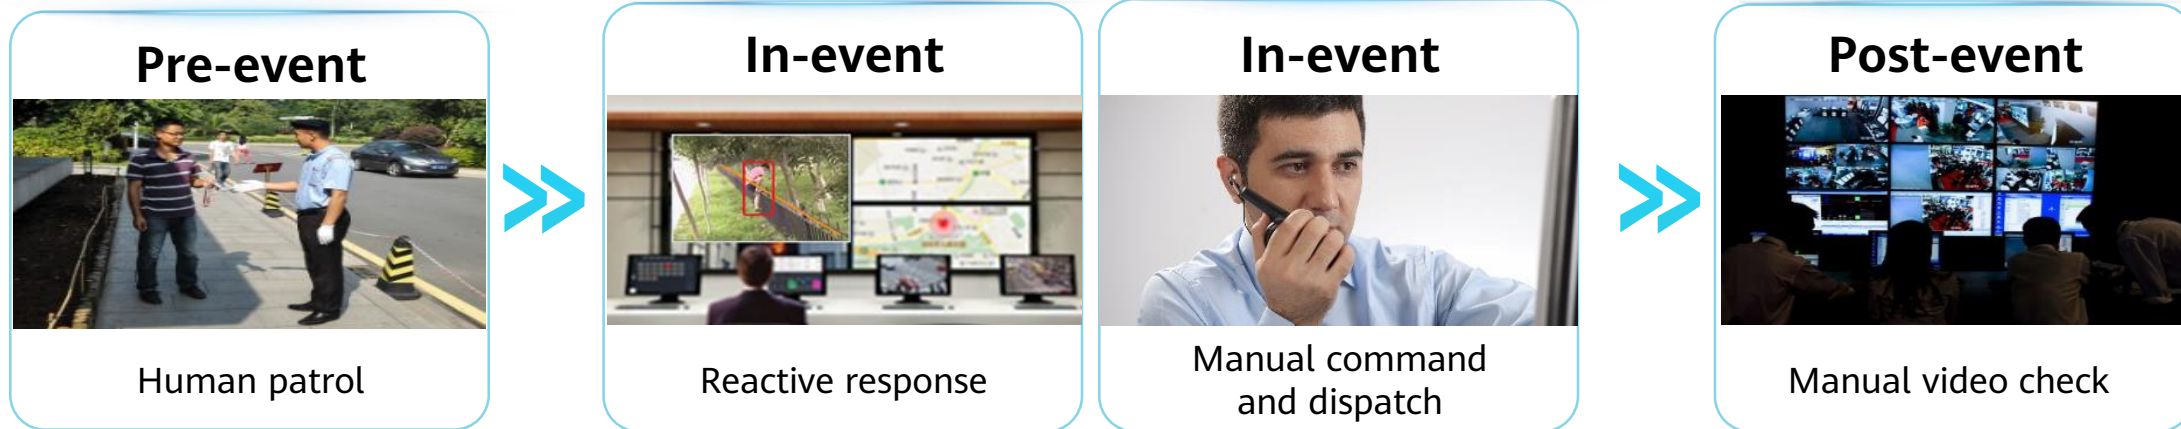 Pre-event
Human patrol
In-event
Reactive response
In-event
Manual command
and dispatch
Post-event
Manual video check